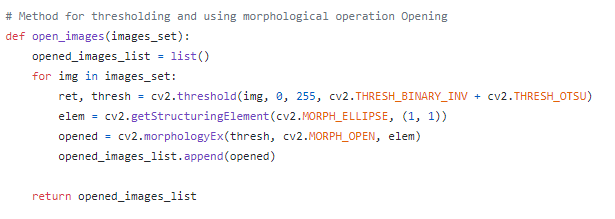 # Method for thresholding and using morphological operation Opening
def open_images(images_set):
    opened_images_list = list()
    for img in images_set:
        ret, thresh = cv2.threshold(img, 0, 255, cv2.THRESH_BINARY_INV + cv2.THRESH_OTSU)
        elem = cv2.getStructuringElement(cv2.MORPH_ELLIPSE, (1, 1))
        opened = cv2.morphologyEx(thresh, cv2.MORPH_OPEN, elem)
        opened_images_list.append(opened)

    return opened_images_list